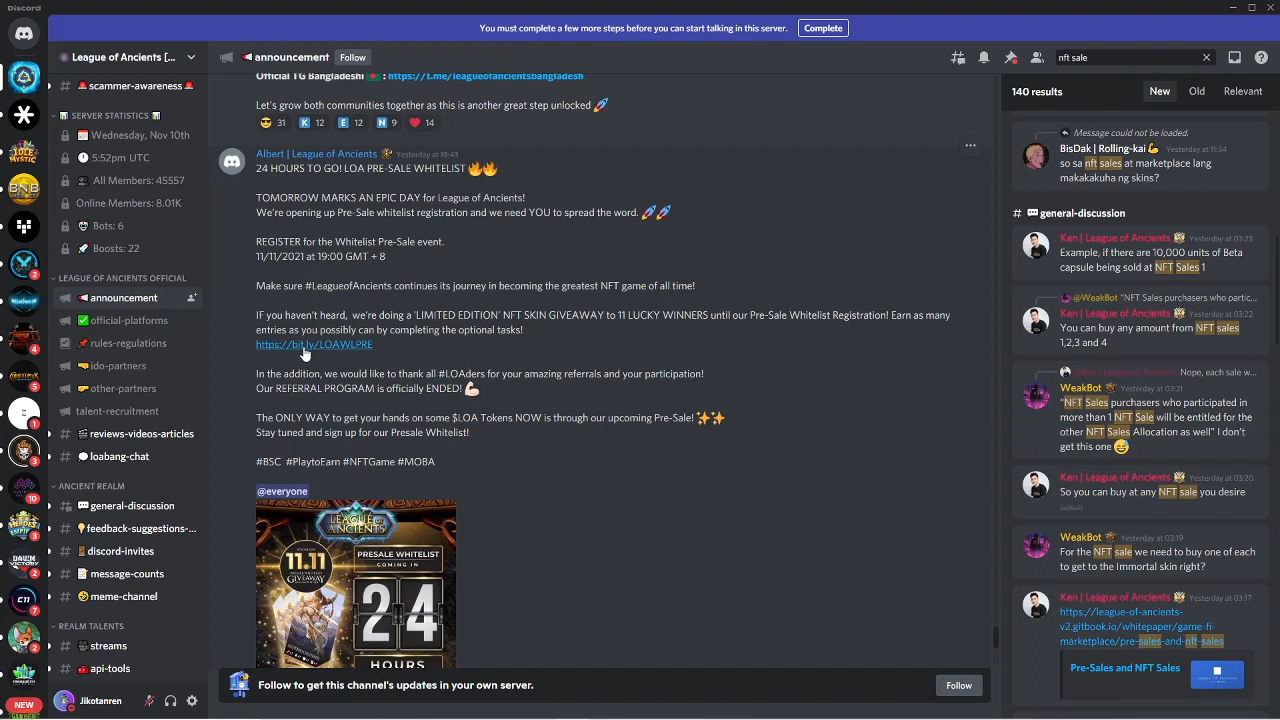 Discord
You must complete a few more steps before you can start talking in this server.
Complete
League of Ancients [...
announcement
Follow
nft sale
scammer-awareness
SERVER STATISTICS
Wednesday, Nov 10th
5:52pm UTC
All Members: 45557
Online Members: 8.01K
Bots: 6
Boosts: 22
LEAGUE OF ANCIENTS OFFICIAL
announcement
official-platforms
rules-regulations
ido-partners
other-partners
talent-recruitment
reviews-videos-articles
loabang-chat
ANCIENT REALM
general-discussion
feedback-suggestions-...
discord-invites
message-counts
meme-channel
REALM TALENTS
streams
api-tools
Jikotanren
NEW
2
4
5
1
3
10
3
2
7
2
BNB
C11
Official TG Bangladeshi : https://t.me/leagueofancientsbangladesh
Let's grow both communities together as this is another great step unlocked
31 K 12 E 12 N 9 14
Albert | League of Ancients Yesterday at 19:43
24 HOURS TO GO! LOA PRE-SALE WHITELIST
TOMORROW MARKS AN EPIC DAY for League of Ancients!
We're opening up Pre-Sale whitelist registration and we need YOU to spread the word.
REGISTER for the Whitelist Pre-Sale event.
11/11/2021 at 19:00 GMT + 8
Make sure #LeagueofAncients continues its journey in becoming the greatest NFT game of all time!
If you haven't heard, we're doing a 'LIMITED EDITION' NFT SKIN GIVEAWAY to 11 LUCKY WINNERS until our Pre-Sale Whitelist Registration! Earn as many
entries as you possibly can by completing the optional tasks!
https://bit.ly/LOAWLPRE
In the addition, we would like to thank all #LOAders for your amazing referrals and your participation!
Our REFERRAL PROGRAM is officially ENDED!
The ONLY WAY to get your hands on some $LOA Tokens NOW is through our upcoming Pre-Sale!
Stay tuned and sign up for our Presale Whitelist!
#BSC #PlaytoEarn #NFTGame #MOBA
@everyone
LEAGUE OF
ANCIENTS
11.11
GIVEAWAY
PRESALE WHITELIST
COMING IN
24
HOURS
Follow to get this channel's updates in your own server.
Follow
140 results
New
Old
Relevant
Message could not be loaded.
BisDak | Rolling-kai Yesterday at 11:34
so sa nft sales at marketplace lang
makakakuha ng skins?
general-discussion
Ken | League of Ancients Yesterday at 03:23
Example, if there are 10,000 units of Beta
capsule being sold at NFT Sales 1
@WeakBot "NFT Sales purchasers who partic...
Ken | League of Ancients Yesterday at 03:22
You can buy any amount from NFT sales
1,2,3 and 4
@Ken | League of Ancients Nope, each sale w...
WeakBot Yesterday at 03:21
"NFT Sales purchasers who participated in
more than 1 NFT Sale will be entitled for the
other NFT Sales Allocation as well" I don't
get this one
Ken | League of Ancients Yesterday at 03:20
So you can buy at any NFT sale you desire
(edited)
WeakBot Yesterday at 03:19
For the NFT sale we need to buy one of each
to get to the Immortal skin right?
Ken | League of Ancients Yesterday at 03:17
https://league-of-ancients-
v2.gitbook.io/whitepaper/game-fi-
marketplace/pre-sales-and-nft-sales
Pre-Sales and NFT Sales